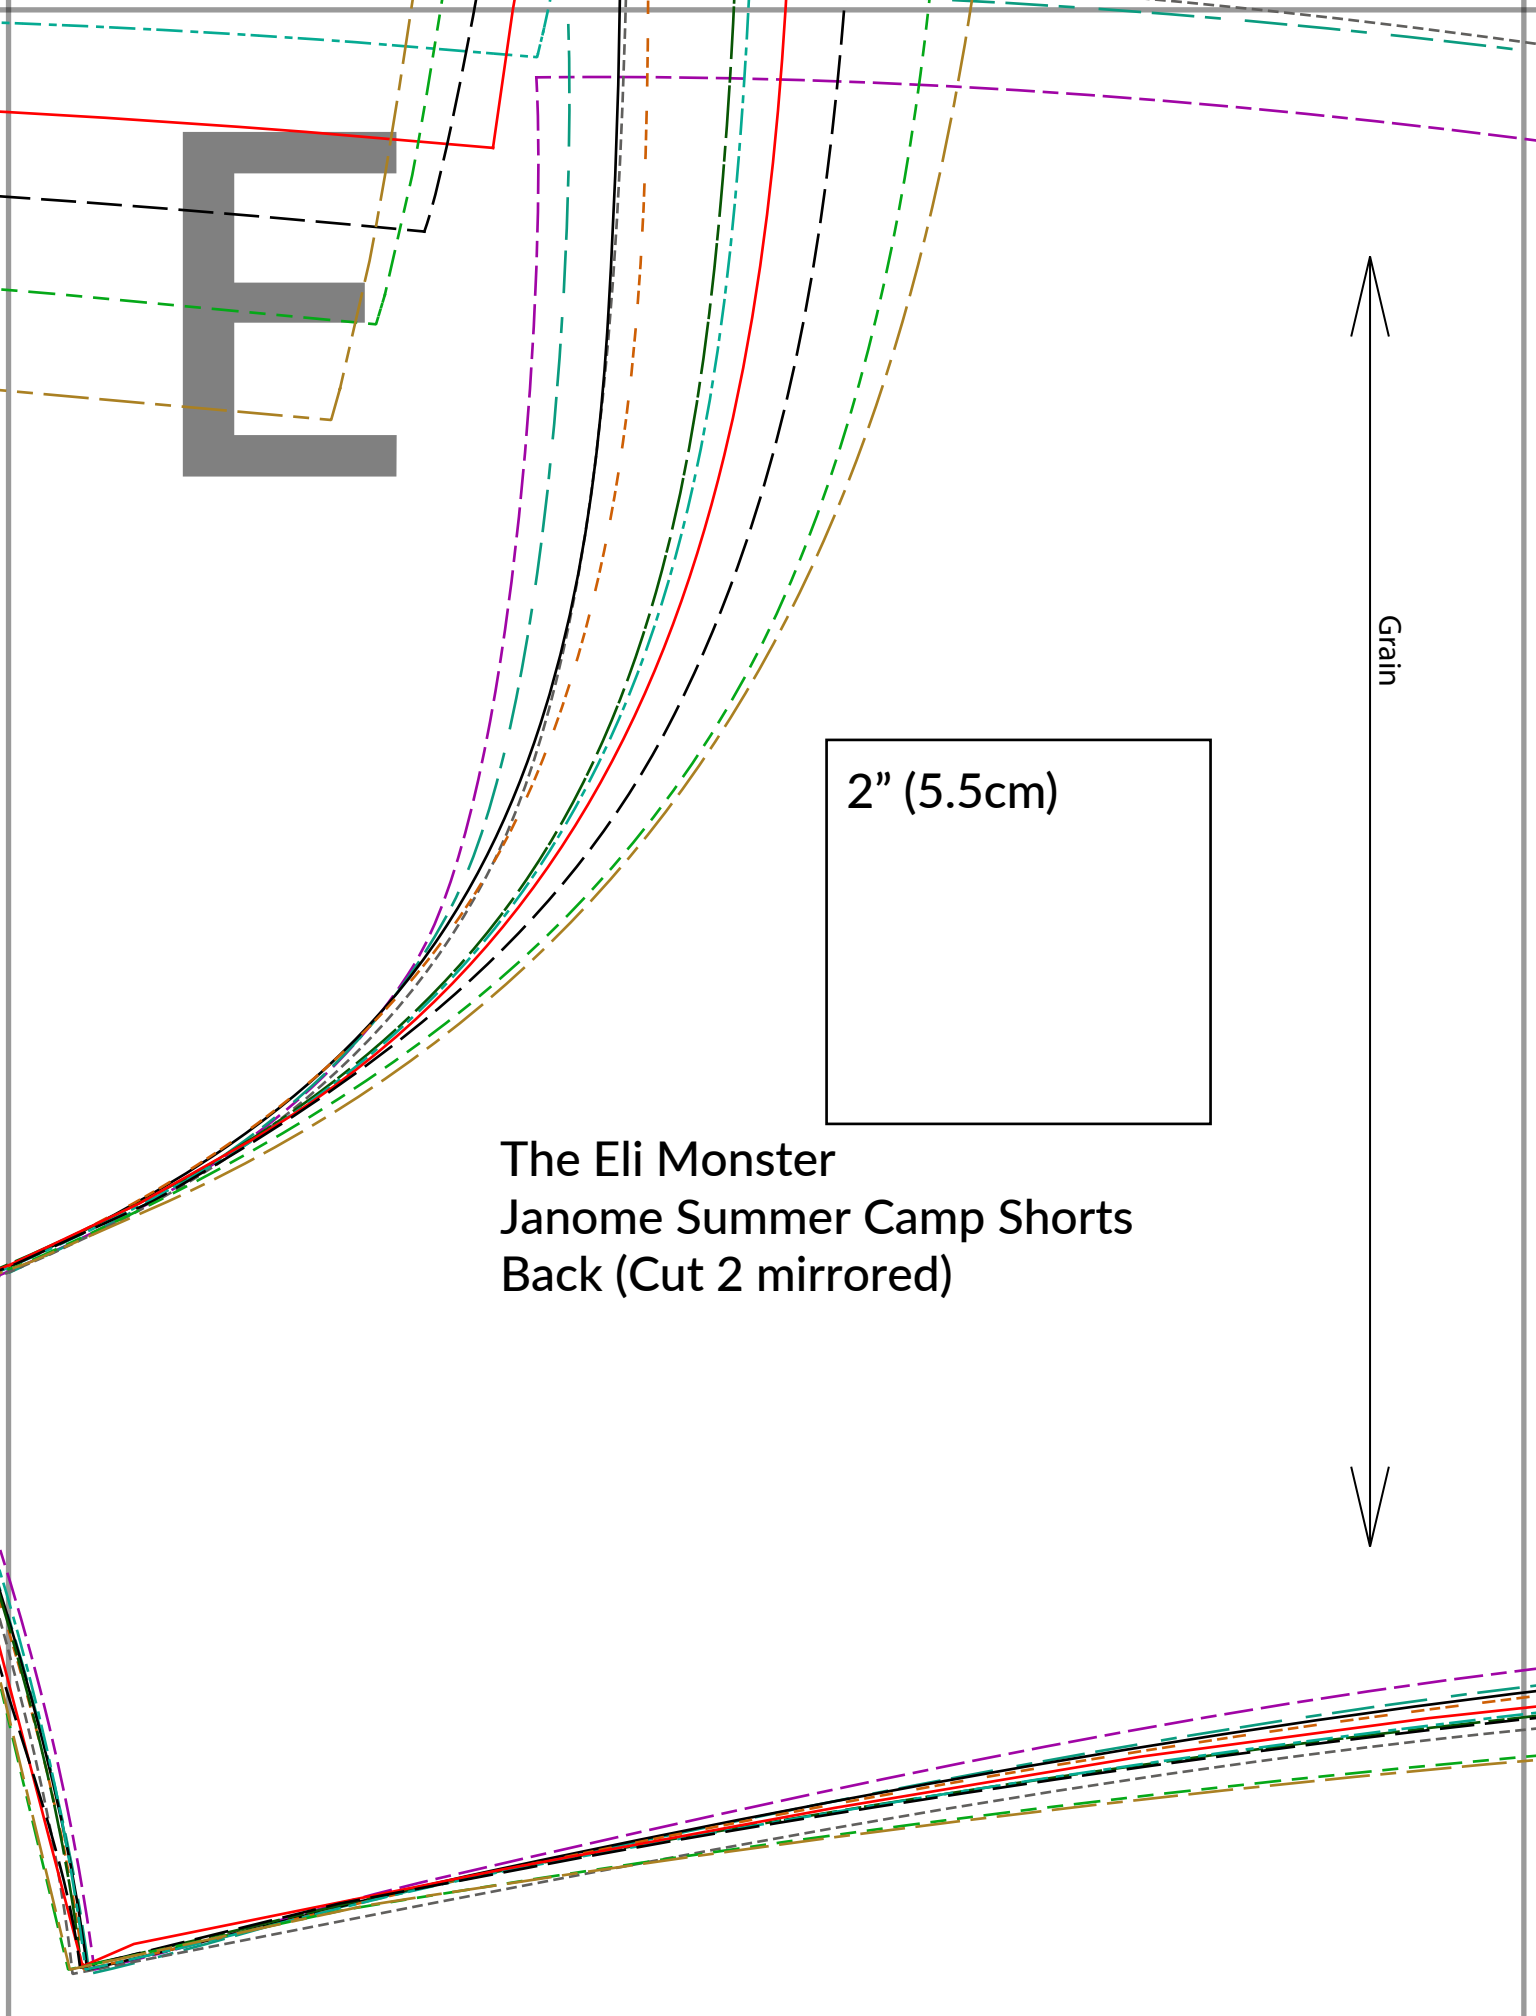 E
Grain
2” (5.5cm)
The Eli Monster
Janome Summer Camp Shorts
Back (Cut 2 mirrored)